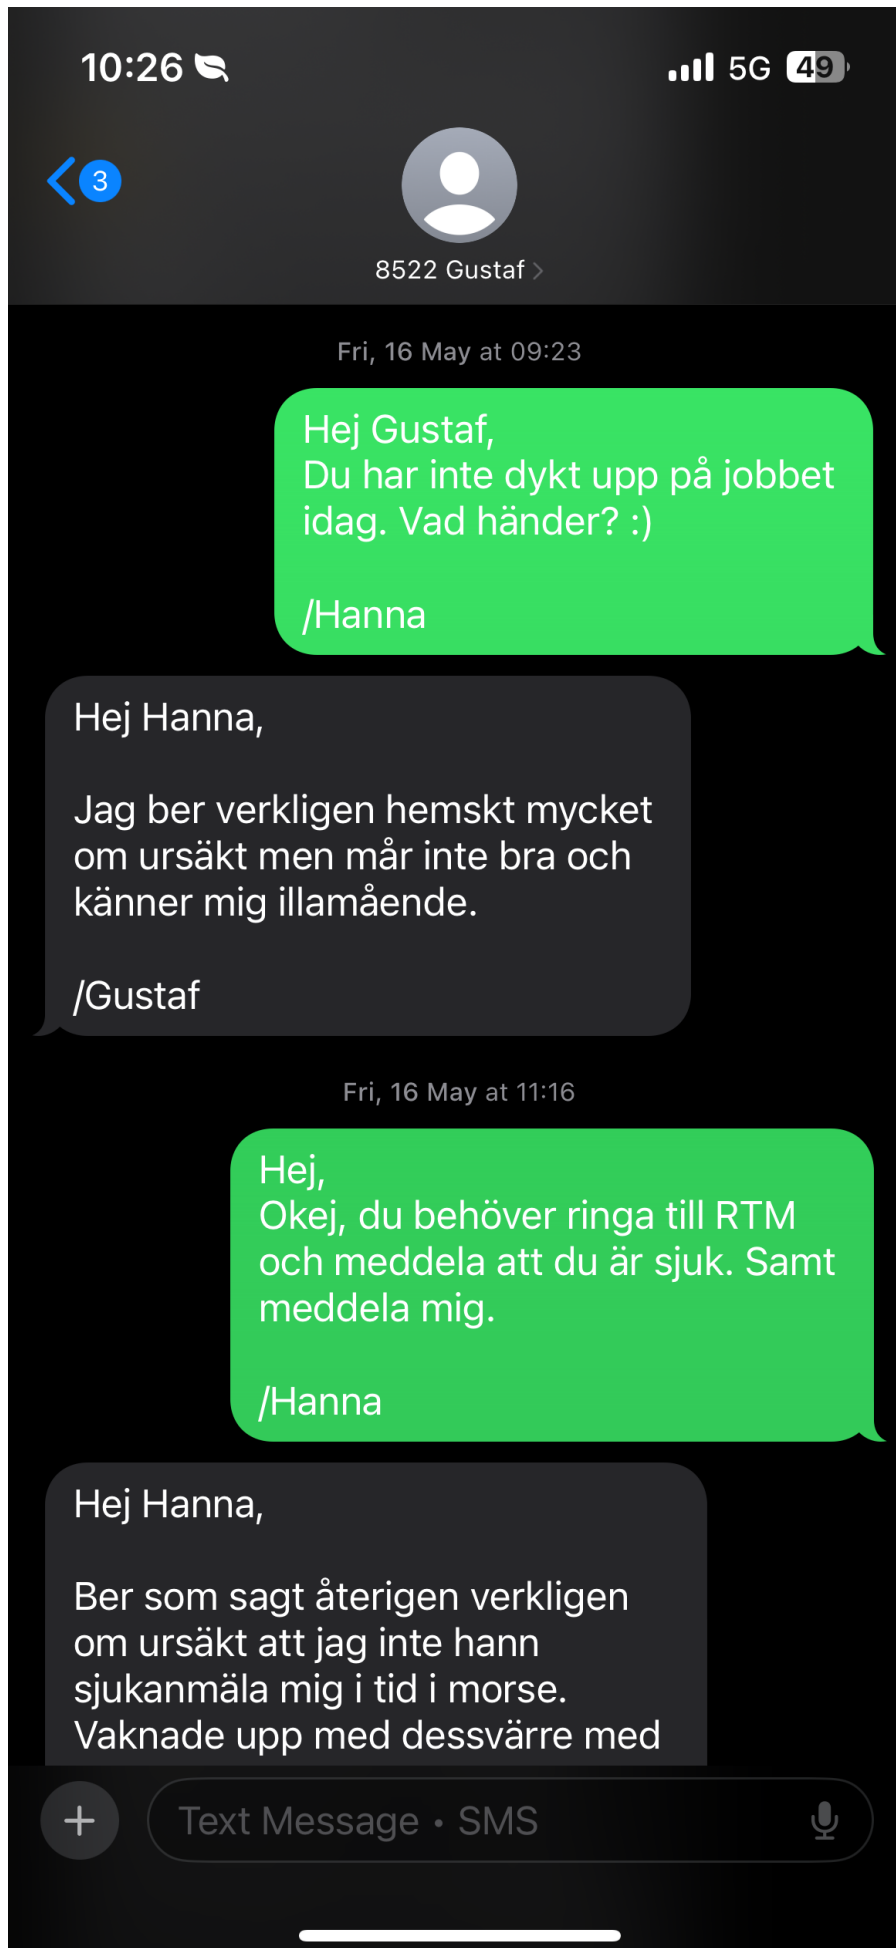 10:26
5G
49
3
8522 Gustaf
Fri, 16 May at 09:23
Hej Gustaf,
Du har inte dykt upp på jobbet
idag. Vad händer? :)
/Hanna
Hej Hanna,
Jag ber verkligen hemskt mycket
om ursäkt men mår inte bra och
känner mig illamående.
/Gustaf
Fri, 16 May at 11:16
Hej,
Okej, du behöver ringa till RTM
och meddela att du är sjuk. Samt
meddela mig.
/Hanna
Hej Hanna,
Ber som sagt återigen verkligen
om ursäkt att jag inte hann
sjukanmäla mig i tid i morse.
Vaknade upp med dessvärre med
Text Message • SMS